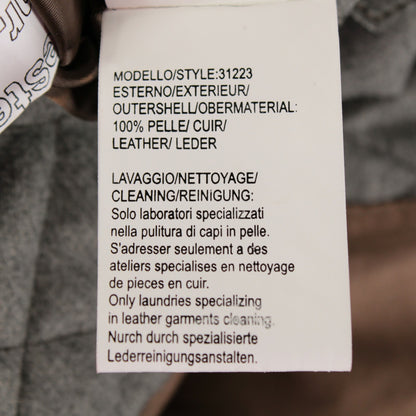 MODELLO/STYLE:31223
ESTERNO/EXTERIEUR/
OUTERSHELL/OBERMATERIAL:
100% PELLE/ CUIR/
LEATHER/ LEDER
LAVAGGIO/NETTOYAGE/
CLEANING/REINIGUNG:
Solo laboratori specializzati
nella pulitura di capi in pelle.
S'adresser seulement a des
ateliers specialises en nettoyage
de pieces en cuir.
Only laundries specializing
in leather garments cleaning.
Nurch durch spezialisierte
Lederreinigungsanstalten.